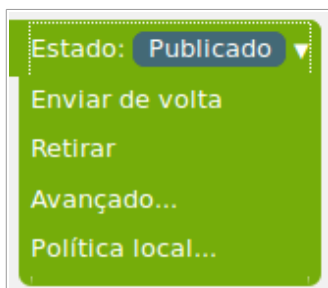 Estado: Publicado ▼
Enviar de volta
Retirar
Avançado...
Política local...